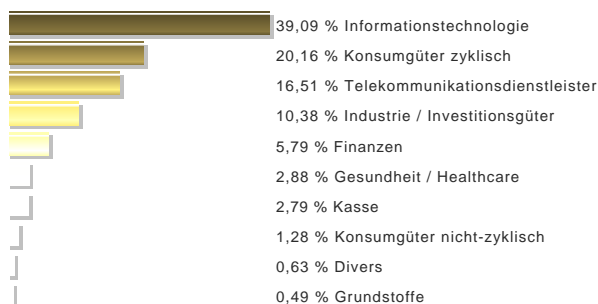 39,09 % Informationstechnologie
20,16 % Konsumgüter zyklisch
16,51 % Telekommunikationsdienstleister
10,38 % Industrie / Investitionsgüter
5,79 % Finanzen
2,88 % Gesundheit / Healthcare
2,79 % Kasse
1,28 % Konsumgüter nicht-zyklisch
0,63 % Divers
0,49 % Grundstoffe